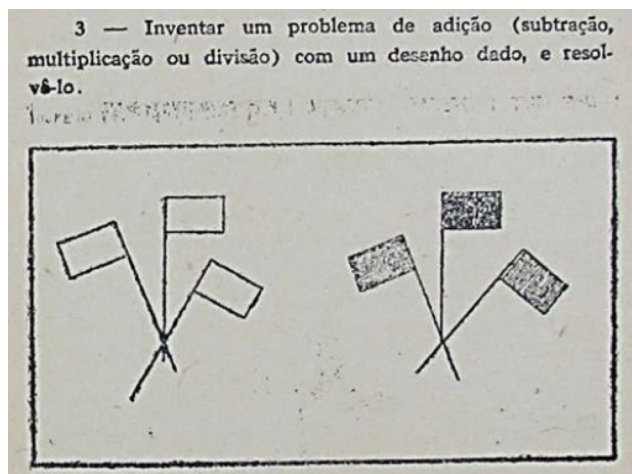 3 — Inventar um problema de adição (subtração,
multiplicação ou divisão) com um desenho dado, e resol-
vê-lo.